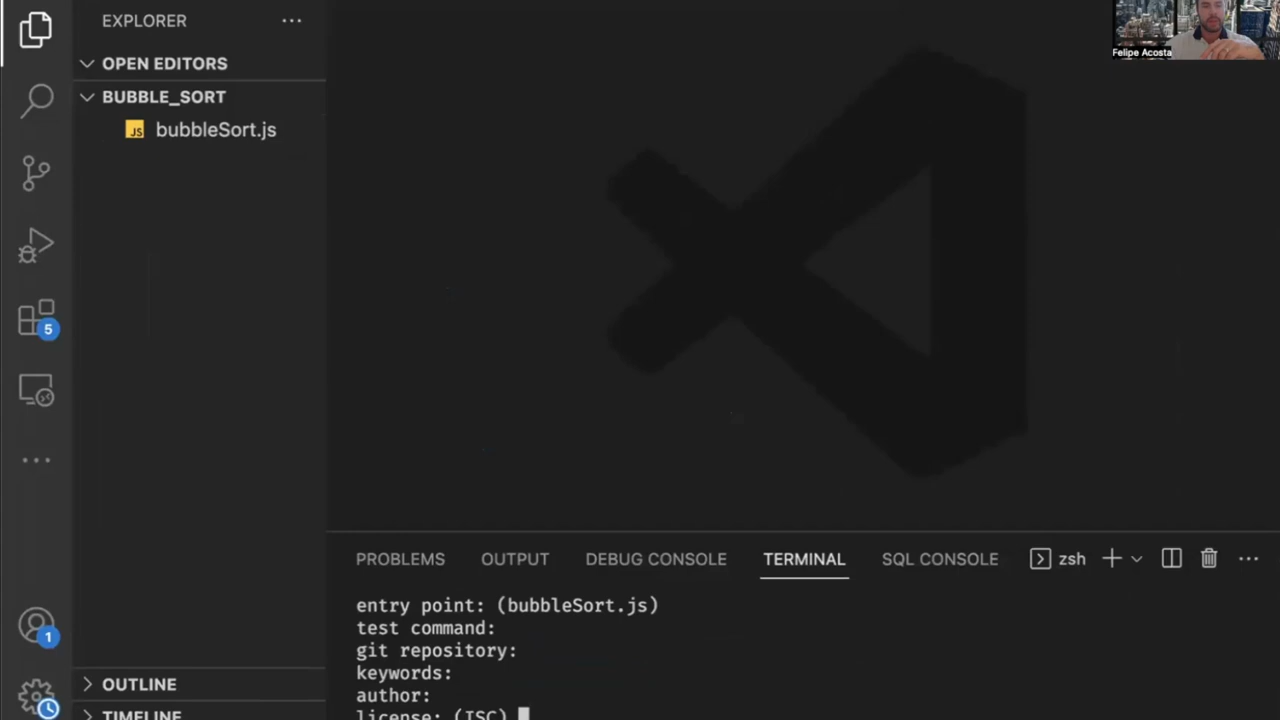 EXPLORER
Felipe Acosta
OPEN EDITORS
BUBBLE_SORT
JS bubbleSort.js
5
PROBLEMS OUTPUT DEBUG CONSOLE TERMINAL SQL CONSOLE zsh
entry point: (bubbleSort.js)
test command:
git repository:
keywords:
author:
license: (ISC)
1
OUTLINE
TIMELINE